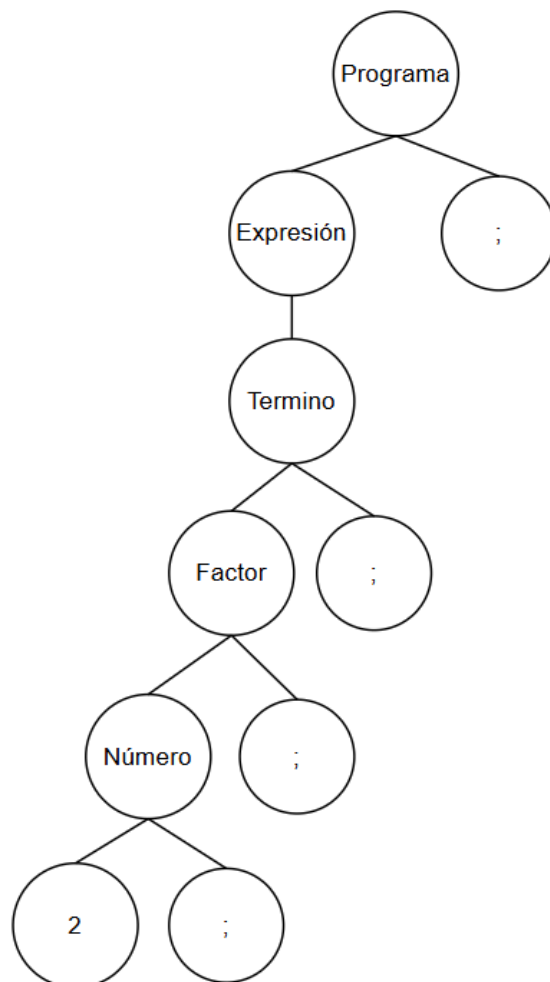 Programa
Expresión
;
Termino
Factor
;
Número
;
2
;